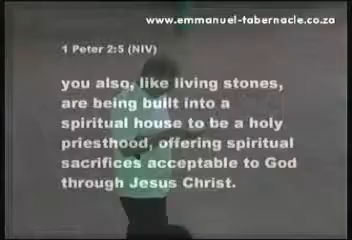 www.emmanuel-tabernacle.co.za
1 Peter 2:5 (NIV)
you also, like living stones,
are being built into a
spiritual house to be a holy
priesthood, offering spiritual
sacrifices acceptable to God
through Jesus Christ.